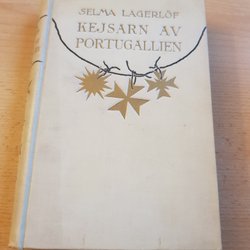 SELMA LAGERLÖF
KEJSARN AV
PORTUGALLIEN